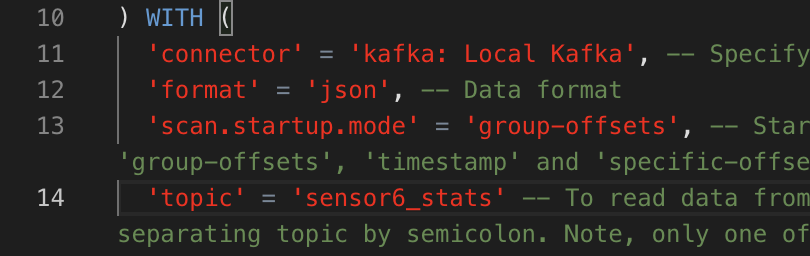 10 ) WITH (
11 'connector' = 'kafka: Local Kafka', -- Specify
12 'format' = 'json', -- Data format
13 'scan.startup.mode' = 'group-offsets', -- Star
'group-offsets', 'timestamp' and 'specific-offse
14 'topic' = 'sensor6_stats' -- To read data from
separating topic by semicolon. Note, only one of